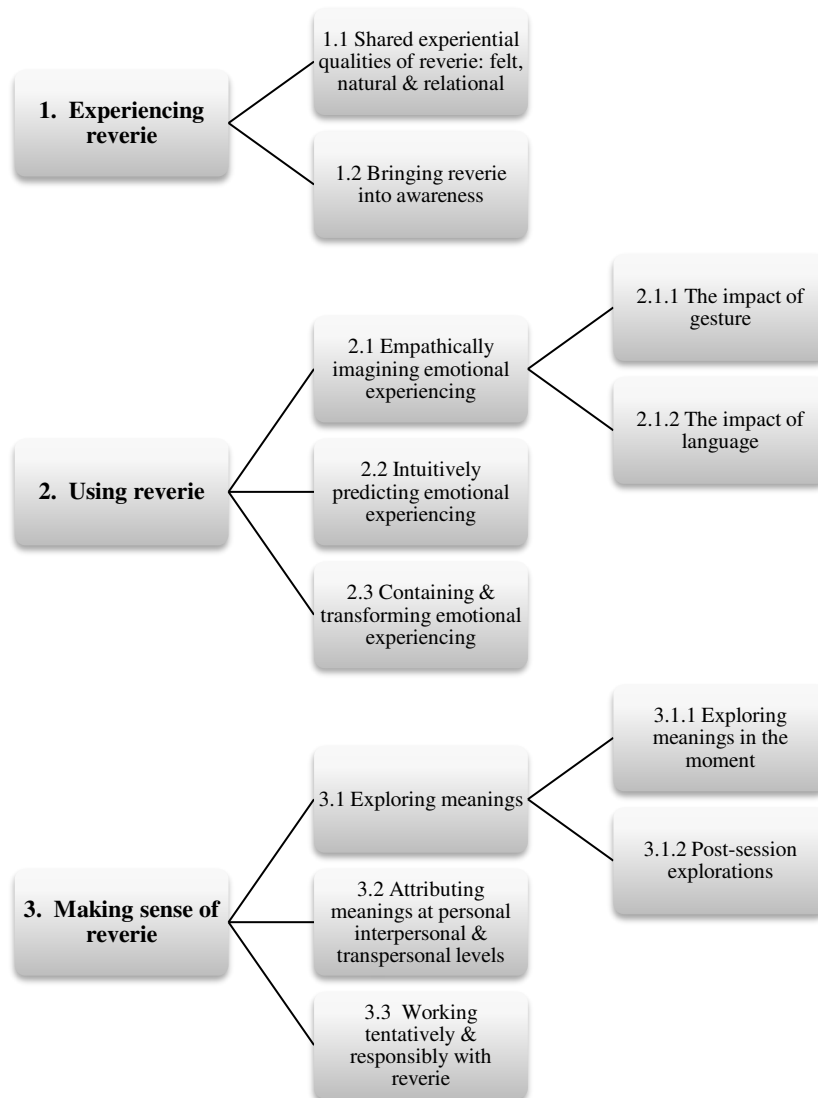 1.1 Shared experiential
qualities of reverie: felt,
natural & relational
1. Experiencing
reverie
1.2 Bringing reverie
into awareness
2.1.1 The impact of
gesture
2.1 Empathically
imagining emotional
experiencing
2.1.2 The impact of
language
2.2 Intuitively
predicting emotional
experiencing
2. Using reverie
2.3 Containing &
transforming emotional
experiencing
3.1.1 Exploring
meanings in the
moment
3.1 Exploring meanings
3.1.2 Post-session
explorations
3.2 Attributing
meanings at personal
interpersonal &
transpersonal levels
3. Making sense of
reverie
3.3 Working
tentatively &
responsibly with
reverie